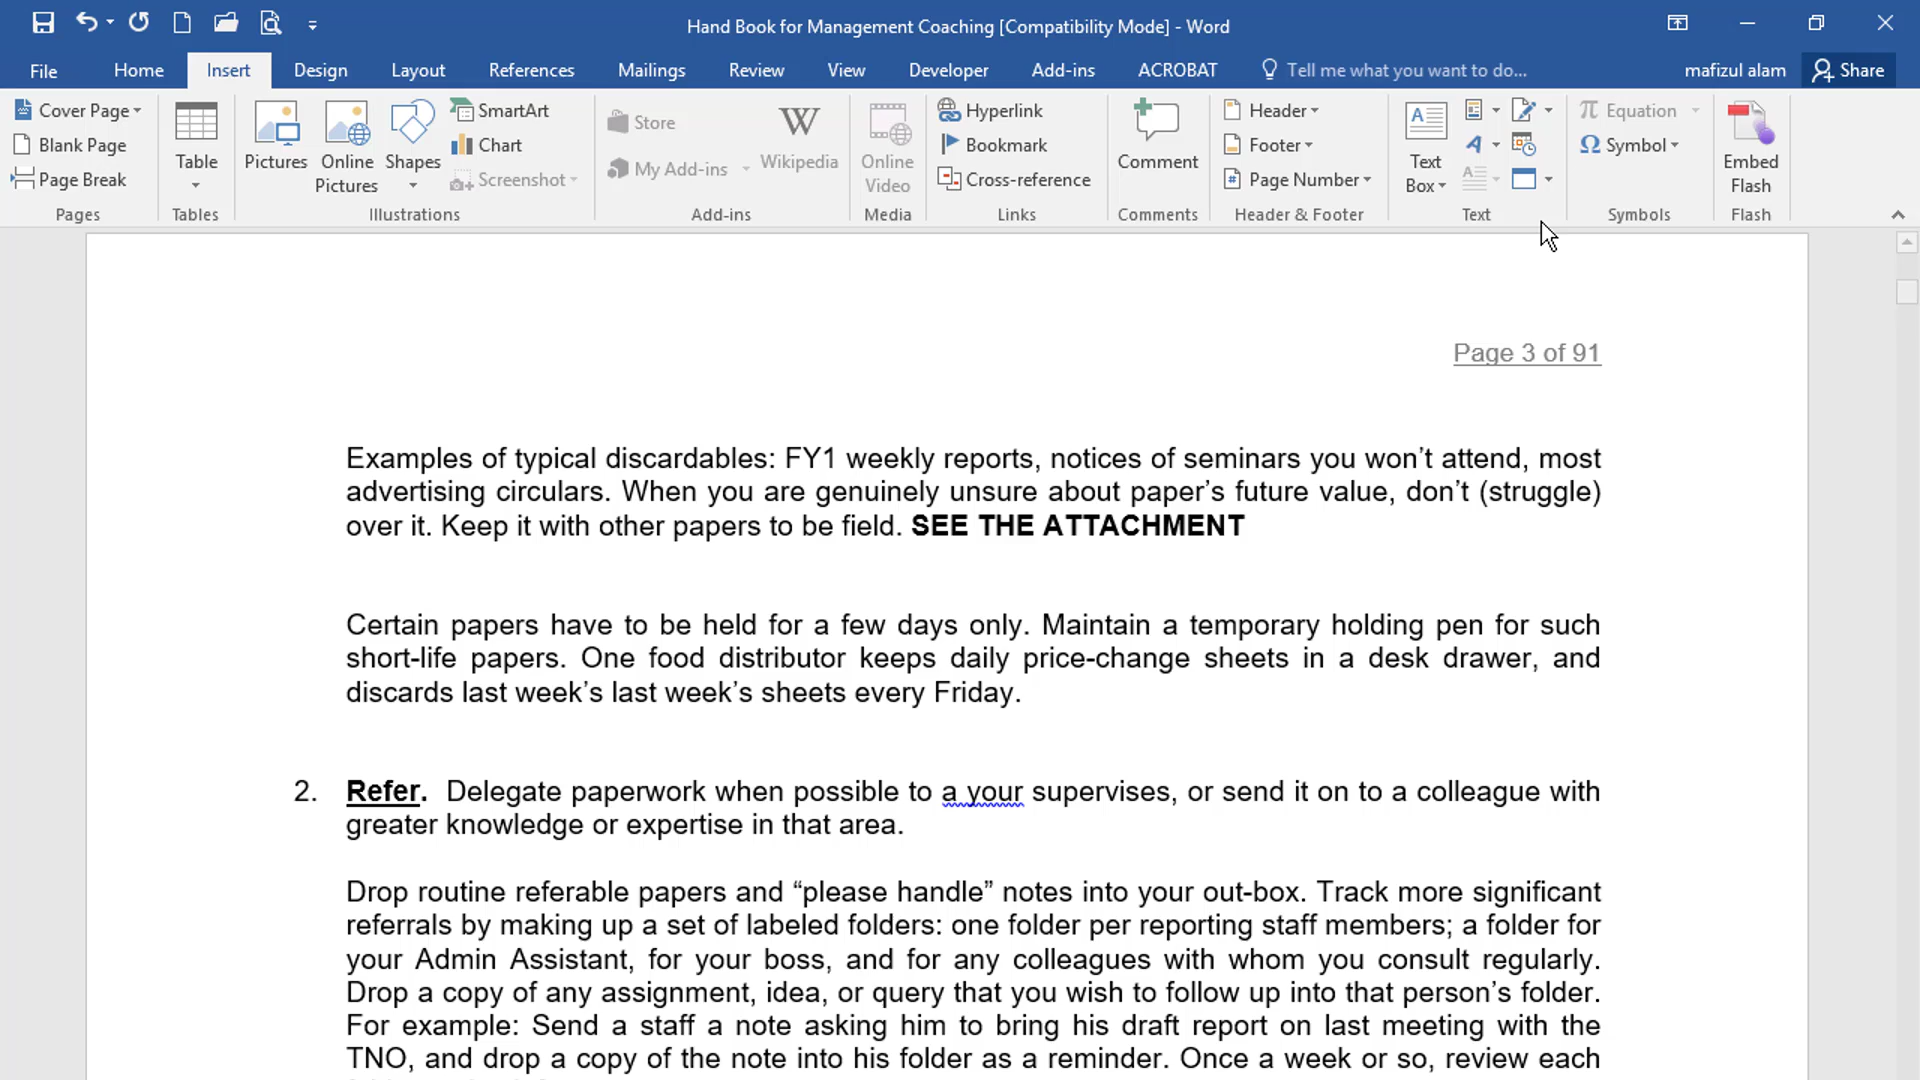 Hand Book for Management Coaching [Compatibility Mode] - Word
File Home Insert Design Layout References Mailings Review View Developer Add-ins ACROBAT Tell me what you want to do... mafizul alam Share
Cover Page
Blank Page
Page Break
Pages
Table
Tables
Pictures
Online Pictures
Shapes
SmartArt
Chart
Screenshot
Illustrations
Store
My Add-ins
Wikipedia
Add-ins
Online Video
Media
Hyperlink
Bookmark
Cross-reference
Links
Comment
Comments
Header
Footer
Page Number
Header & Footer
Text Box
Text
Equation
Symbol
Symbols
Embed Flash
Flash
Page 3 of 91
Examples of typical discardables: FY1 weekly reports, notices of seminars you won’t attend, most
advertising circulars. When you are genuinely unsure about paper’s future value, don’t (struggle)
over it. Keep it with other papers to be field. SEE THE ATTACHMENT
Certain papers have to be held for a few days only. Maintain a temporary holding pen for such
short-life papers. One food distributor keeps daily price-change sheets in a desk drawer, and
discards last week’s last week’s sheets every Friday.
2. Refer. Delegate paperwork when possible to a your supervises, or send it on to a colleague with
greater knowledge or expertise in that area.
Drop routine referable papers and “please handle” notes into your out-box. Track more significant
referrals by making up a set of labeled folders: one folder per reporting staff members; a folder for
your Admin Assistant, for your boss, and for any colleagues with whom you consult regularly.
Drop a copy of any assignment, idea, or query that you wish to follow up into that person’s folder.
For example: Send a staff a note asking him to bring his draft report on last meeting with the
TNO, and drop a copy of the note into his folder as a reminder. Once a week or so, review each